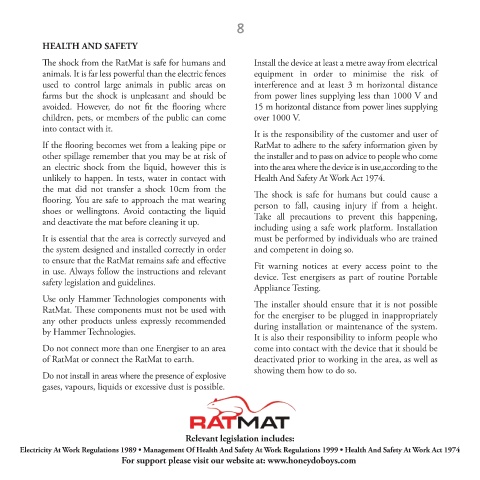 8
HEALTH AND SAFETY
The shock from the RatMat is safe for humans and
animals. It is far less powerful than the electric fences
used to control large animals in public areas on
farms but the shock is unpleasant and should be
avoided. However, do not fit the flooring where
children, pets, or members of the public can come
into contact with it.
If the flooring becomes wet from a leaking pipe or
other spillage remember that you may be at risk of
an electric shock from the liquid, however this is
unlikely to happen. In tests, water in contact with
the mat did not transfer a shock 10cm from the
flooring. You are safe to approach the mat wearing
shoes or wellingtons. Avoid contacting the liquid
and deactivate the mat before cleaning it up.
It is essential that the area is correctly surveyed and
the system designed and installed correctly in order
to ensure that the RatMat remains safe and effective
in use. Always follow the instructions and relevant
safety legislation and guidelines.
Use only Hammer Technologies components with
RatMat. These components must not be used with
any other products unless expressly recommended
by Hammer Technologies.
Do not connect more than one Energiser to an area
of RatMat or connect the RatMat to earth.
Do not install in areas where the presence of explosive
gases, vapours, liquids or excessive dust is possible.
Install the device at least a metre away from electrical
equipment in order to minimise the risk of
interference and at least 3 m horizontal distance
from power lines supplying less than 1000 V and
15 m horizontal distance from power lines supplying
over 1000 V.
It is the responsibility of the customer and user of
RatMat to adhere to the safety information given by
the installer and to pass on advice to people who come
into the area where the device is in use,according to the
Health And Safety At Work Act 1974.
The shock is safe for humans but could cause a
person to fall, causing injury if from a height.
Take all precautions to prevent this happening,
including using a safe work platform. Installation
must be performed by individuals who are trained
and competent in doing so.
Fit warning notices at every access point to the
device. Test energisers as part of routine Portable
Appliance Testing.
The installer should ensure that it is not possible
for the energiser to be plugged in inappropriately
during installation or maintenance of the system.
It is also their responsibility to inform people who
come into contact with the device that it should be
deactivated prior to working in the area, as well as
showing them how to do so.
RATMAT
Relevant legislation includes:
Electricity At Work Regulations 1989 • Management Of Health And Safety At Work Regulations 1999 • Health And Safety At Work Act 1974
For support please visit our website at: www.honeydoboys.com